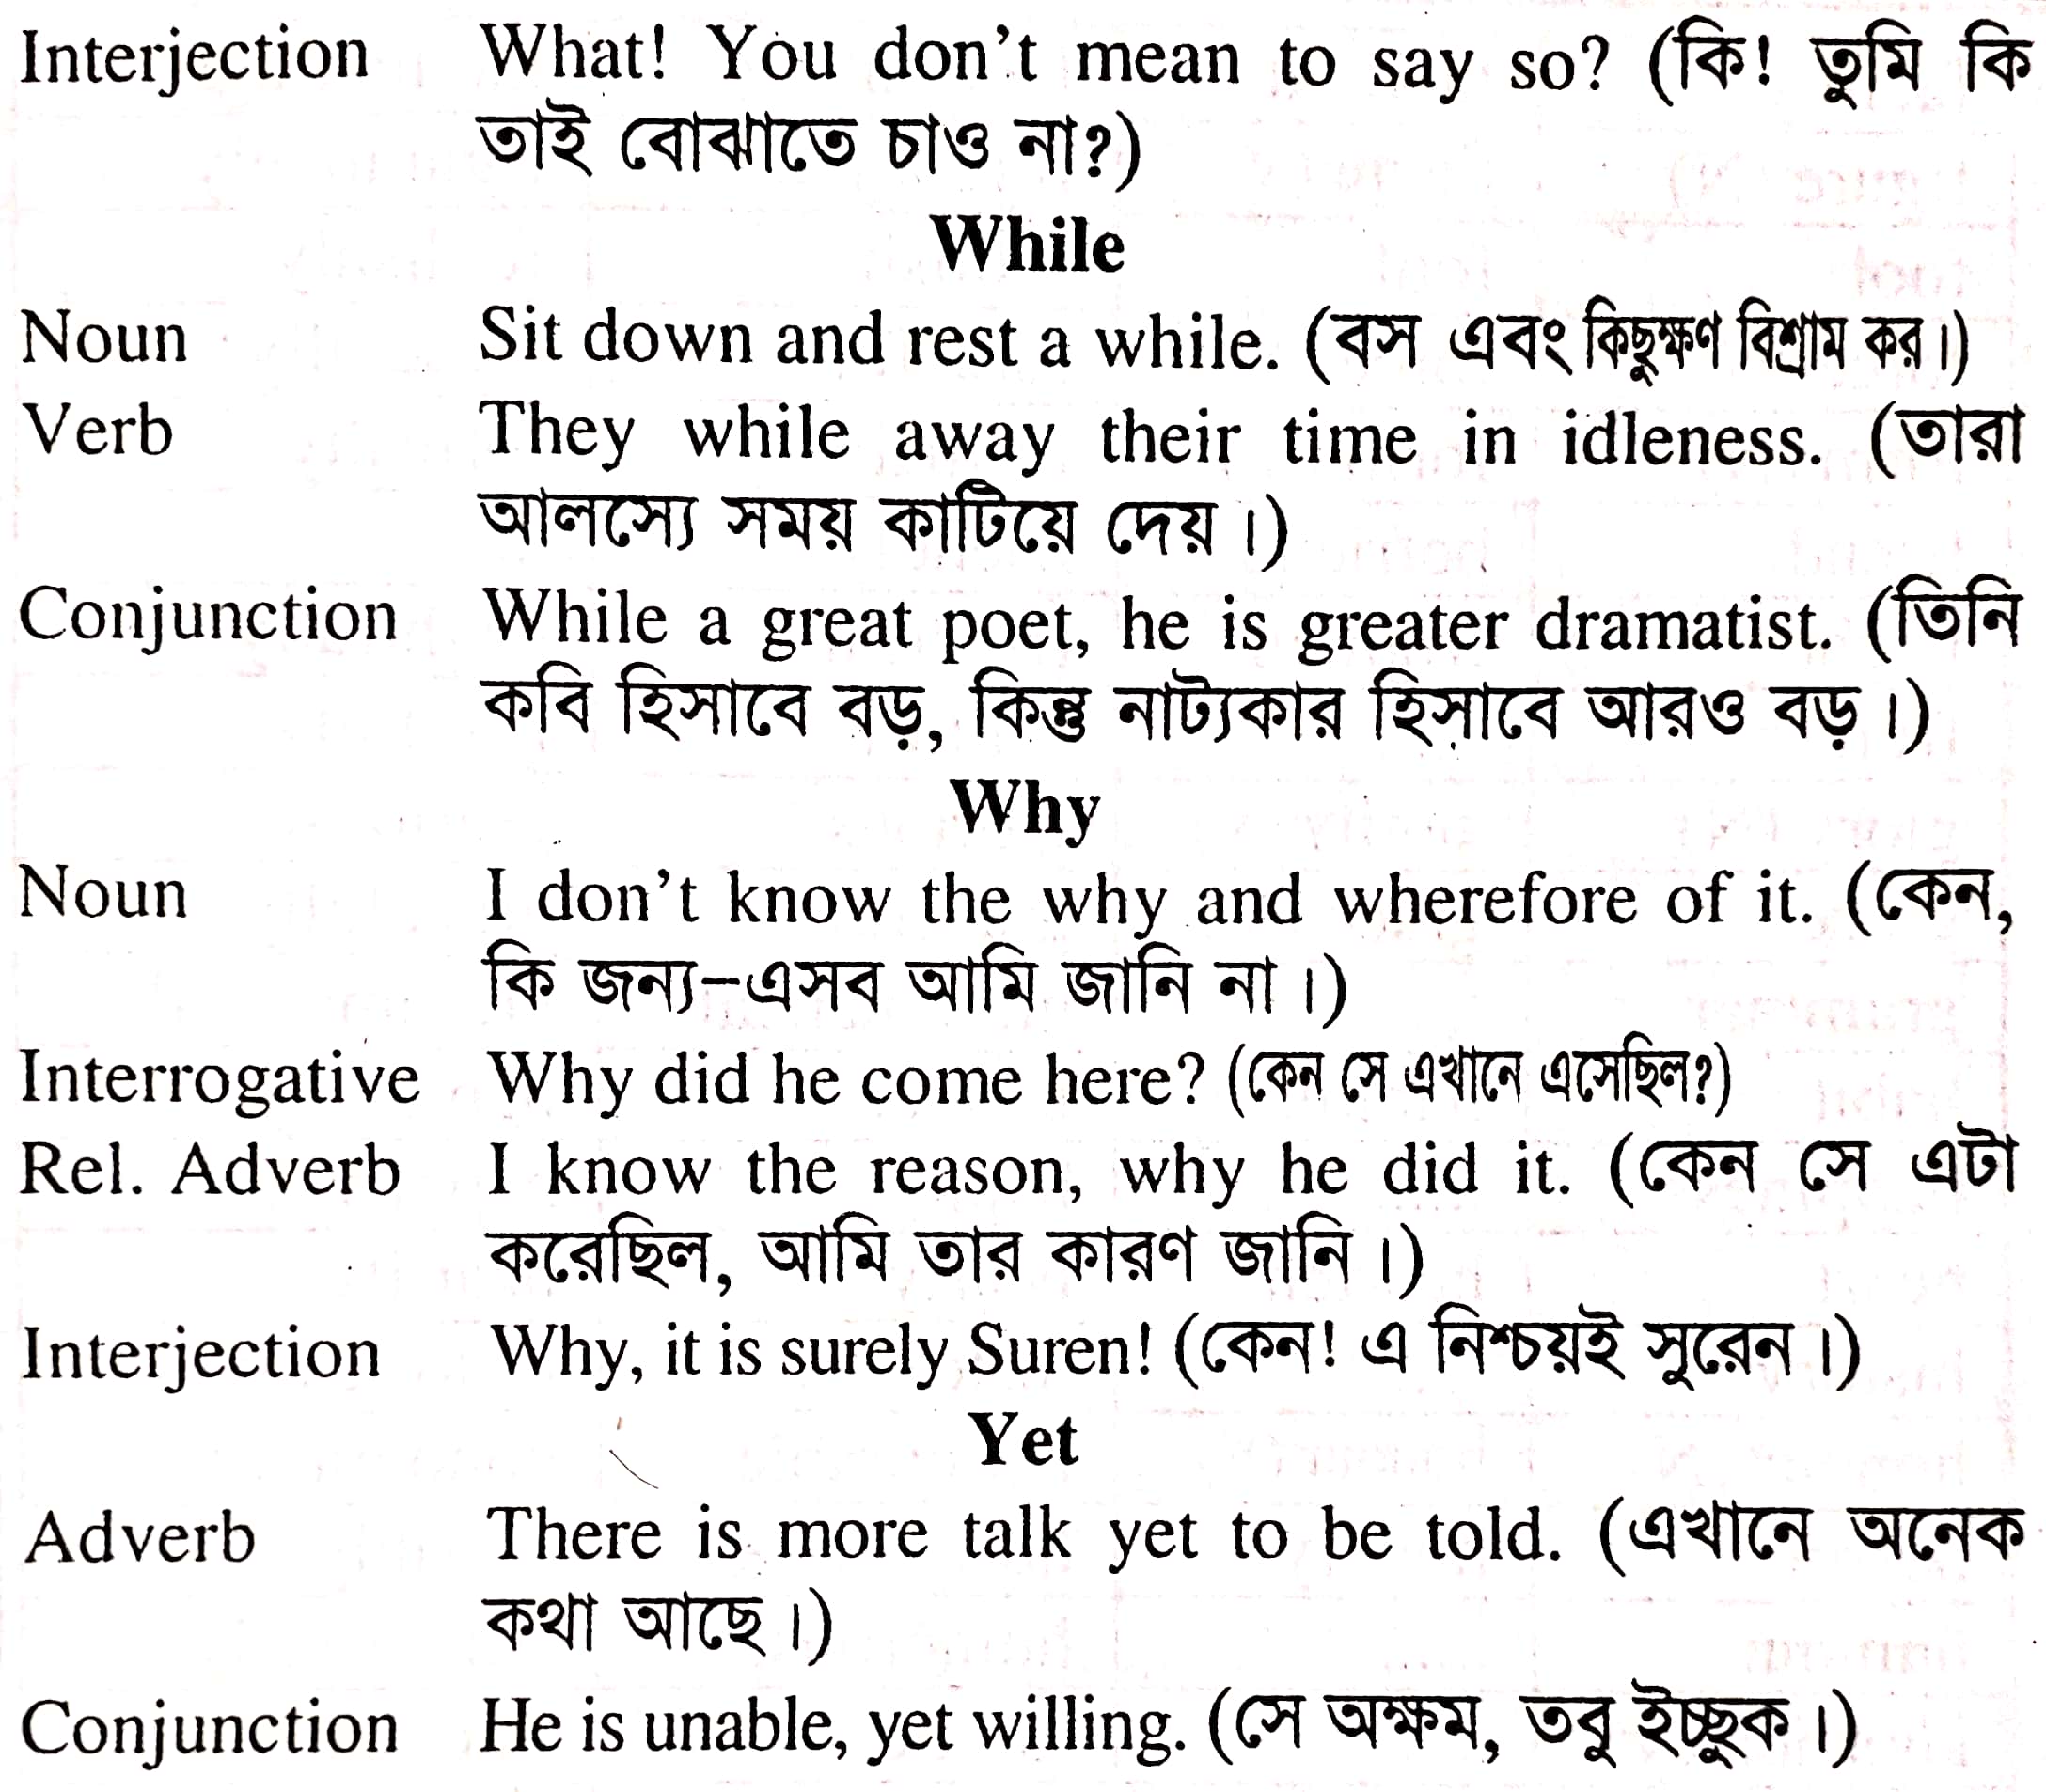 Interjection What! You don't mean to say so? (কি! তুমি কি
তাই বোঝাতে চাও না?)
While
Noun Sit down and rest a while. (বস এবং কিছুক্ষণ বিশ্রাম কর।)
Verb They while away their time in idleness. (তারা
আলস্যে সময় কাটিয়ে দেয়।)
Conjunction While a great poet, he is greater dramatist. (তিনি
কবি হিসাবে বড়, কিন্তু নাট্যকার হিসাবে আরও বড়।)
Why
Noun I don't know the why and wherefore of it. (কেন,
কি জন্য–এসব আমি জানি না।)
Interrogative Why did he come here? (কেন সে এখানে এসেছিল?)
Rel. Adverb I know the reason, why he did it. (কেন সে এটা
করেছিল, আমি তার কারণ জানি।)
Interjection Why, it is surely Suren! (কেন! এ নিশ্চয়ই সুরেন।)
Yet
Adverb There is more talk yet to be told. (এখানে অনেক
কথা আছে।)
Conjunction He is unable, yet willing. (সে অক্ষম, তবু ইচ্ছুক।)